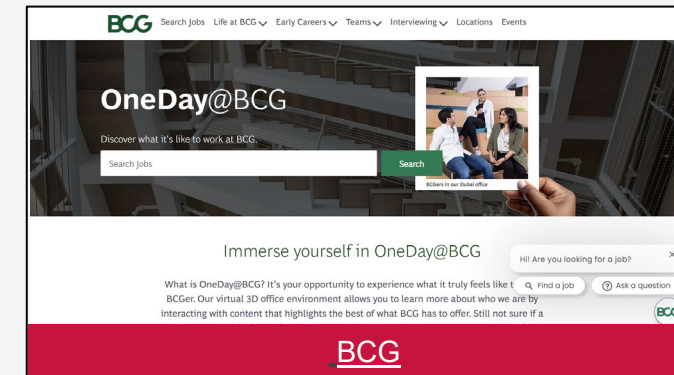 BCG Search Jobs Life at BCG Early Careers Teams Interviewing Locations Events
OneDay@BCG
Discover what it's like to work at BCG.
Search Jobs Search
BCGers in our Dubai office
Immerse yourself in OneDay@BCG
Hi! Are you looking for a job? ×
What is OneDay@BCG? It's your opportunity to experience what it truly feels like
Find a job Ask a question
BCGer. Our virtual 3D office environment allows you to learn more about who we are by
interacting with content that highlights the best of what BCG has to offer. Still not sure if a
BCG